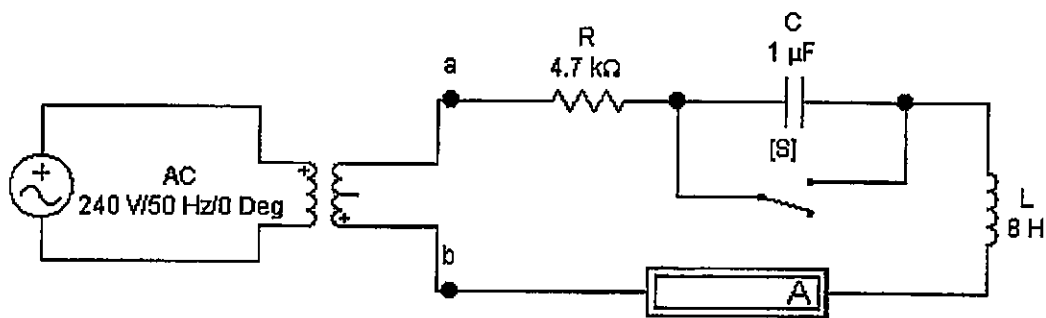 C
1 µF
R
4.7 kΩ
a
[S]
AC
240 V/50 Hz/0 Deg
L
8 H
b
A